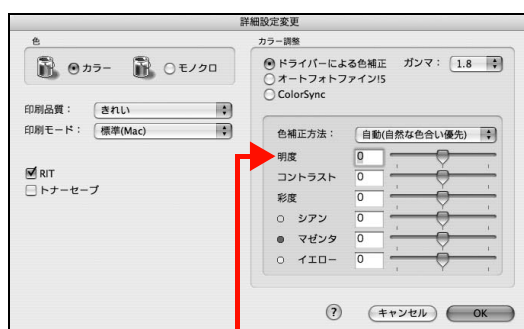 詳細設定変更
色
カラー
モノクロ
印刷品質：
きれい
印刷モード：
標準(Mac)
RIT
トナーセーブ
カラー調整
ドライバーによる色補正
ガンマ：
1.8
オートフォトファイン!5
ColorSync
色補正方法：
自動(自然な色合い優先)
明度
0
コントラスト
0
彩度
0
シアン
0
マゼンタ
0
イエロー
0
?
キャンセル
OK